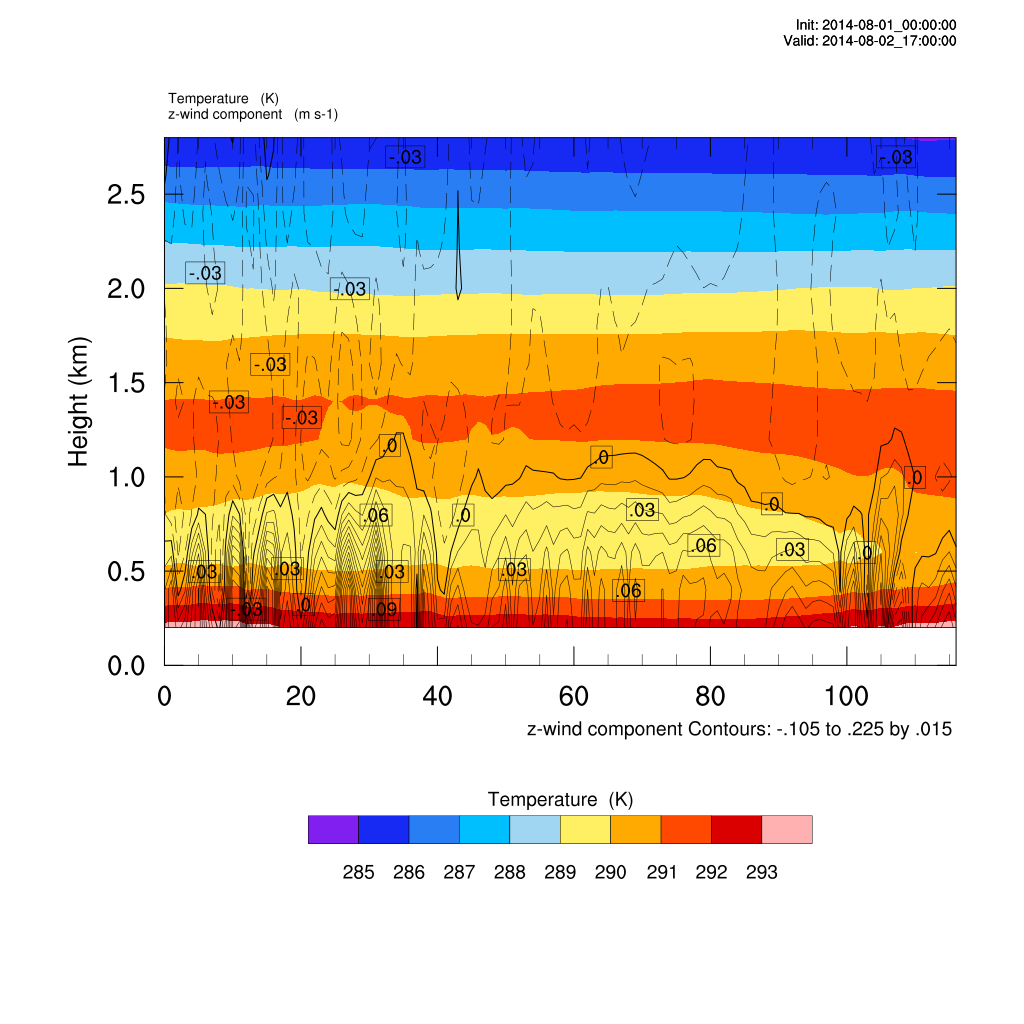 Init: 2014-08-01_00:00:00
Valid: 2014-08-02_17:00:00
Temperature (K)
z-wind component (m s-1)
-.03 -.03
2.5
-.03
2.0 -.03
-.03
1.5
-.03
-.03
.0
.0
1.0 .0
.0
.06 .0 .03
.06 .03 .0
0.5 .03 .03 .03 .03
.06
-.03 .0 .09
0.0
Height (km)
0 20 40 60 80 100
z-wind component Contours: -.105 to .225 by .015
Temperature (K)
285 286 287 288 289 290 291 292 293